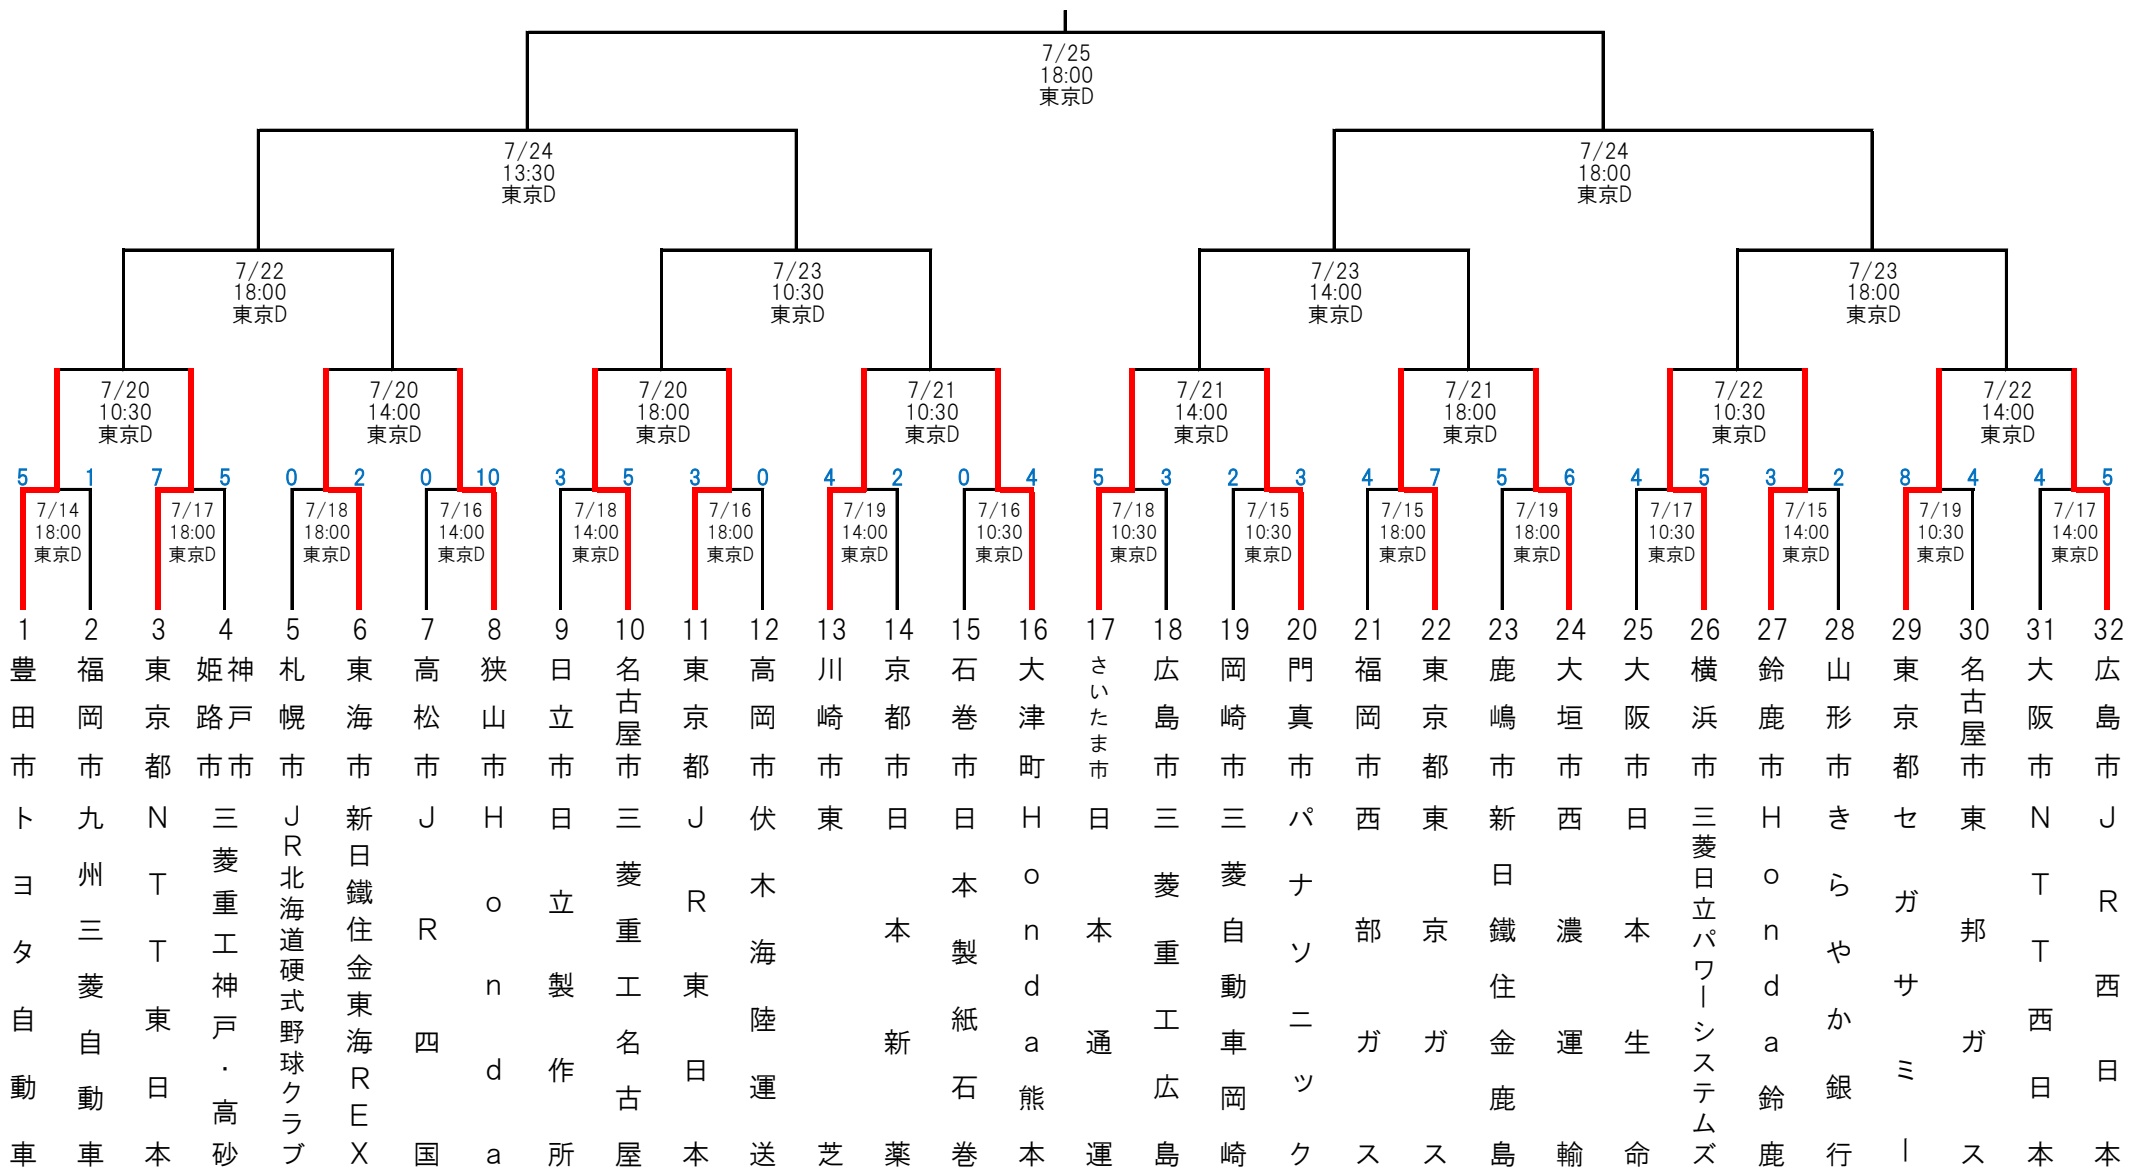 7/25
18:00
東京D
7/24
13:30
東京D
7/24
18:00
東京D
7/22
18:00
東京D
7/23
10:30
東京D
7/23
14:00
東京D
7/23
18:00
東京D
7/20
10:30
東京D
7/20
14:00
東京D
7/20
18:00
東京D
7/21
10:30
東京D
7/21
14:00
東京D
7/21
18:00
東京D
7/22
10:30
東京D
7/22
14:00
東京D
5 1 7 5 0 2 0 10 3 5 3 0 4 2 0 4 5 3 2 3 4 7 5 6 4 5 3 2 8 4 4 5
7/14
18:00
東京D
7/17
18:00
東京D
7/18
18:00
東京D
7/16
14:00
東京D
7/18
14:00
東京D
7/16
18:00
東京D
7/19
14:00
東京D
7/16
10:30
東京D
7/18
10:30
東京D
7/15
10:30
東京D
7/15
18:00
東京D
7/19
18:00
東京D
7/17
10:30
東京D
7/15
14:00
東京D
7/19
10:30
東京D
7/17
14:00
東京D
1 2 3 4 5 6 7 8 9 10 11 12 13 14 15 16 17 18 19 20 21 22 23 24 25 26 27 28 29 30 31 32
豊田市
福岡市
東京都
神戸市
姫路市
札幌市
東海市
高松市
狭山市
日立市
名古屋市
東京都
高岡市
川崎市
京都市
石巻市
大津町
さいたま市
広島市
岡崎市
門真市
福岡市
東京都
鹿嶋市
大垣市
大阪市
横浜市
鈴鹿市
山形市
東京都
名古屋市
大阪市
広島市
トヨタ自動車
九州三菱自動車
NTT東日本
三菱重工神戸・高砂
JR北海道硬式野球クラブ
新日鐵住金東海REX
JR四国
Honda
日立製作所
三菱重工名古屋
JR東日本
伏木海陸運送
東芝
日本新薬
日本製紙石巻
Honda熊本
日本通運
三菱重工広島
三菱自動車岡崎
パナソニック
西部ガス
東京ガス
新日鐵住金鹿島
西濃運輸
日本生命
三菱日立パワーシステムズ
Honda鈴鹿
きらやか銀行
セガサミー
東邦ガス
NTT西日本
JR西日本